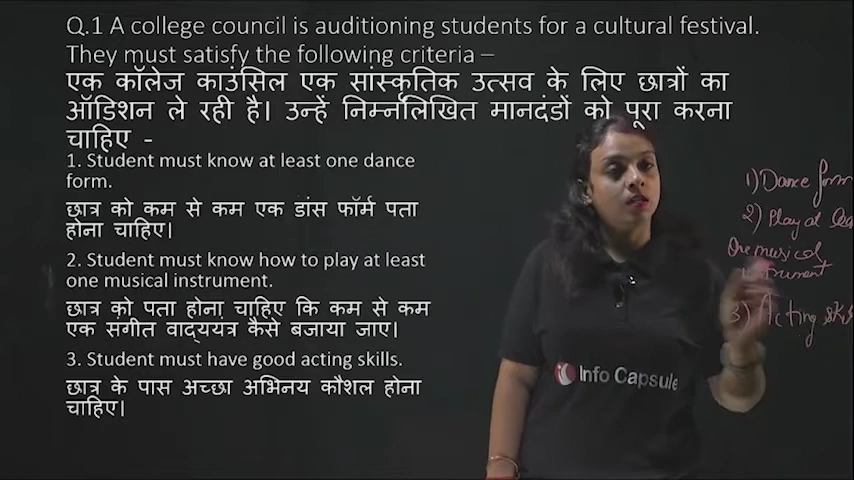 Q.1 A college council is auditioning students for a cultural festival.
They must satisfy the following criteria –
एक कॉलेज काउंसिल एक सांस्कृतिक उत्सव के लिए छात्रों का
ऑडिशन ले रही है। उन्हें निम्नलिखित मानदंडों को पूरा करना
चाहिए -
1. Student must know at least one dance
form.
छात्र को कम से कम एक डांस फॉर्म पता
होना चाहिए।
2. Student must know how to play at least
one musical instrument.
छात्र को पता होना चाहिए कि कम से कम
एक संगीत वाद्ययंत्र कैसे बजाया जाए।
3. Student must have good acting skills.
छात्र के पास अच्छा अभिनय कौशल होना
चाहिए।
1) Dance form
2) Play at
One musical
3) Acting
Info Capsule